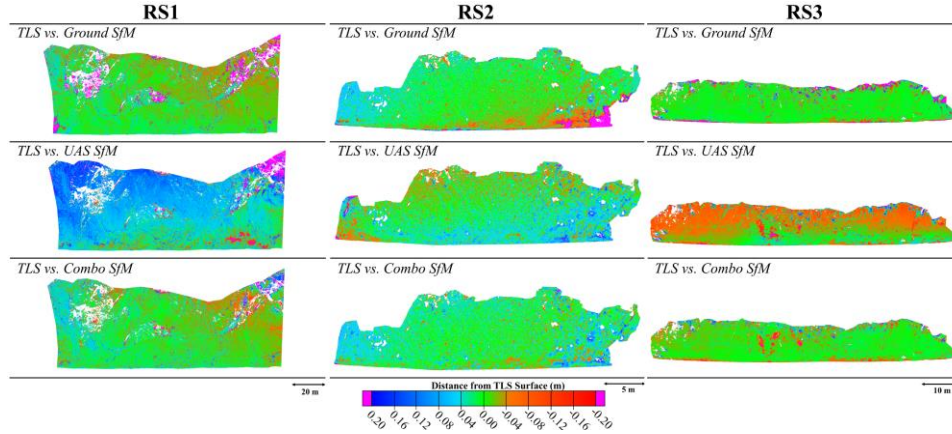 RS1 RS2 RS3
TLS vs. Ground SfM TLS vs. Ground SfM TLS vs. Ground SfM
TLS vs. UAS SfM TLS vs. UAS SfM TLS vs. UAS SfM
TLS vs. Combo SfM TLS vs. Combo SfM TLS vs. Combo SfM
20 m Distance from TLS Surface (m) 5 m 10 m
0.20 0.16 0.12 0.08 0.04 0.00 -0.04 -0.08 -0.12 -0.16 -0.20